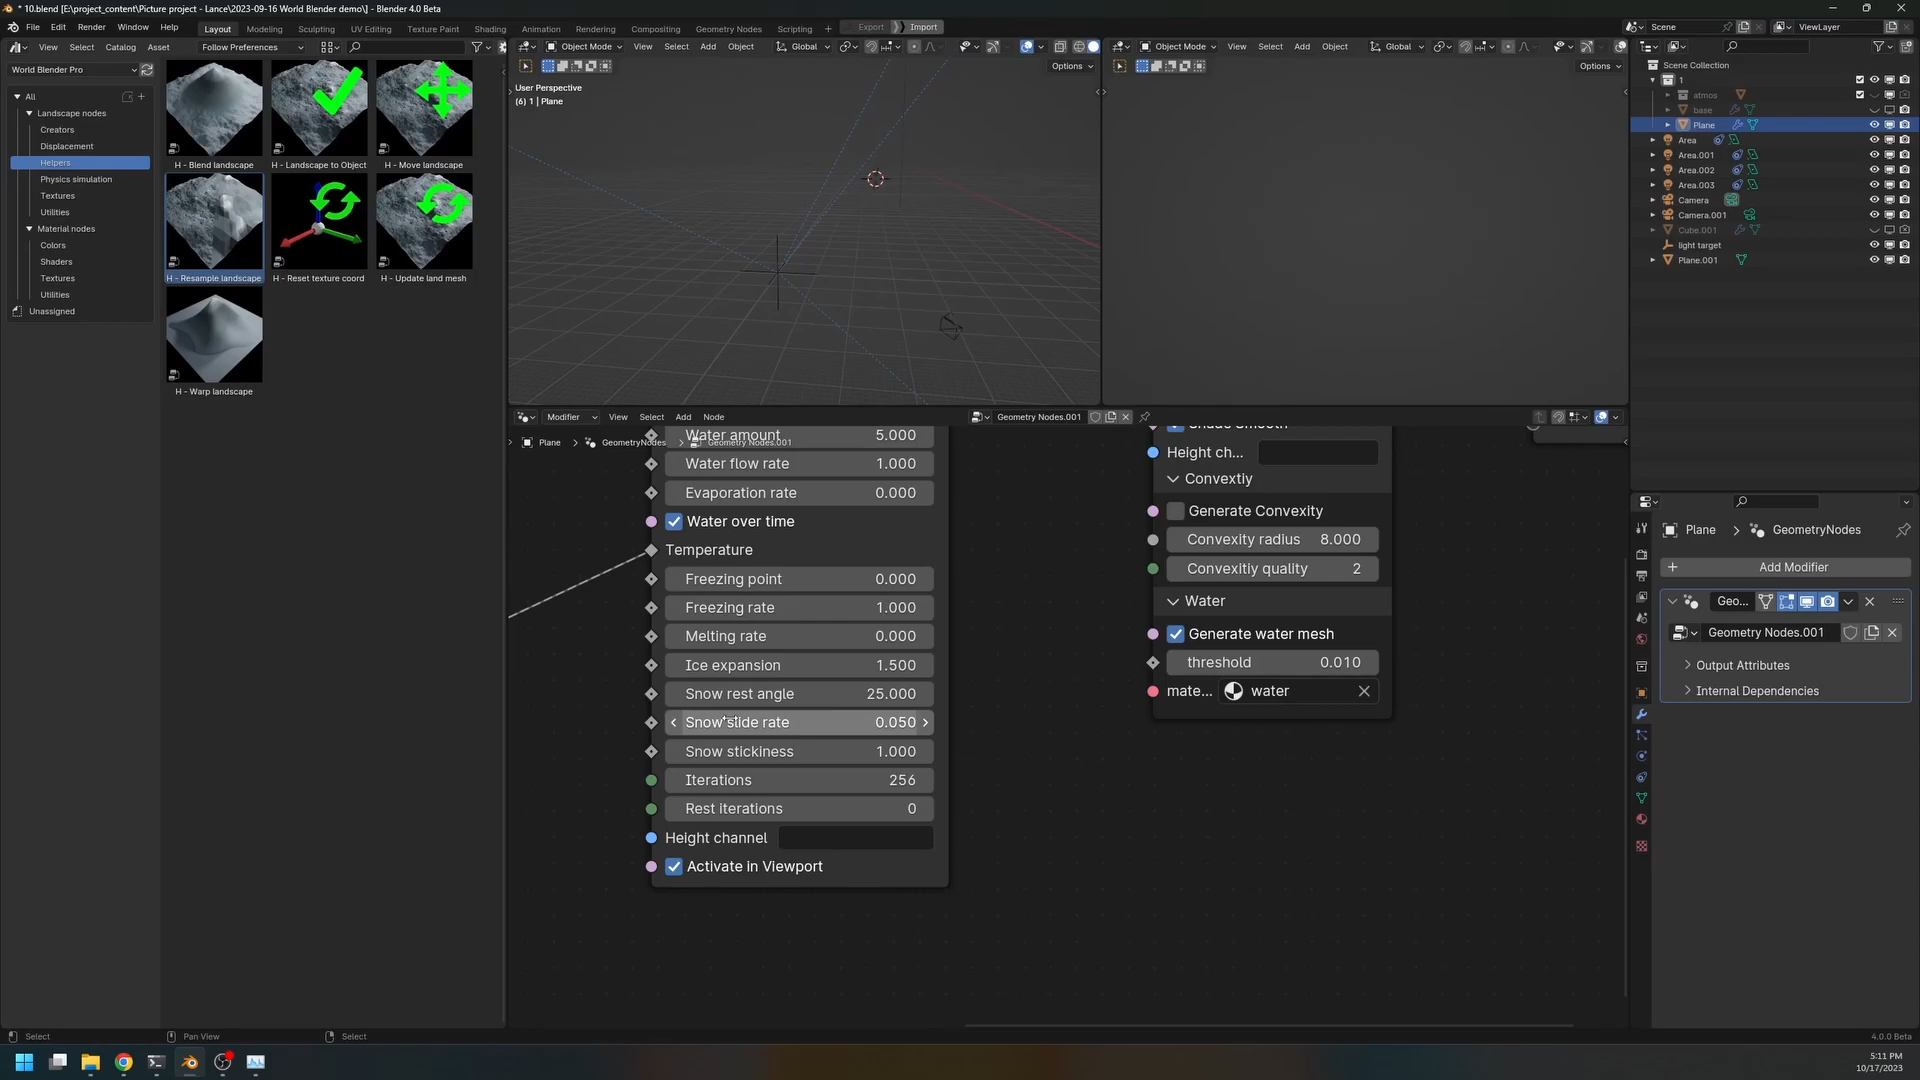 * 10.blend [E:\project_content\Picture project - Lance\2023-09-16 World Blender demo\] - Blender 4.0 Beta
File Edit Render Window Help Layout Modeling Sculpting UV Editing Texture Paint Shading Animation Rendering Compositing Geometry Nodes Scripting + Export Import Scene ViewLayer
View Select Catalog Asset Follow Preferences
Object Mode View Select Add Object Global
Object Mode View Select Add Object Global
World Blender Pro
All
Landscape nodes
Creators
Displacement
Helpers
Physics simulation
Textures
Utilities
Material nodes
Colors
Shaders
Textures
Utilities
Unassigned
H - Blend landscape
H - Landscape to Object
H - Move landscape
H - Resample landscape
H - Reset texture coord
H - Update land mesh
H - Warp landscape
Options
User Perspective
(6) 1 | Plane
Options
Modifier View Select Add Node Geometry Nodes.001
Plane GeometryNodes Geometry Nodes.001
Water amount 5.000
Water flow rate 1.000
Evaporation rate 0.000
Water over time
Temperature
Freezing point 0.000
Freezing rate 1.000
Melting rate 0.000
Ice expansion 1.500
Snow rest angle 25.000
Snow slide rate 0.050
Snow stickiness 1.000
Iterations 256
Rest iterations 0
Height channel
Activate in Viewport
Shade Smooth
Height ch...
Convextly
Generate Convexity
Convexity radius 8.000
Convexitiy quality 2
Water
Generate water mesh
threshold 0.010
mate... water
Scene Collection
1
atmos
base
Plane
Area
Area.001
Area.002
Area.003
Camera
Camera.001
Cube.001
light target
Plane.001
Plane GeometryNodes
Add Modifier
Geo...
Geometry Nodes.001
Output Attributes
Internal Dependencies
Select Pan View Select 4.0.0 Beta
5:11 PM
10/17/2023